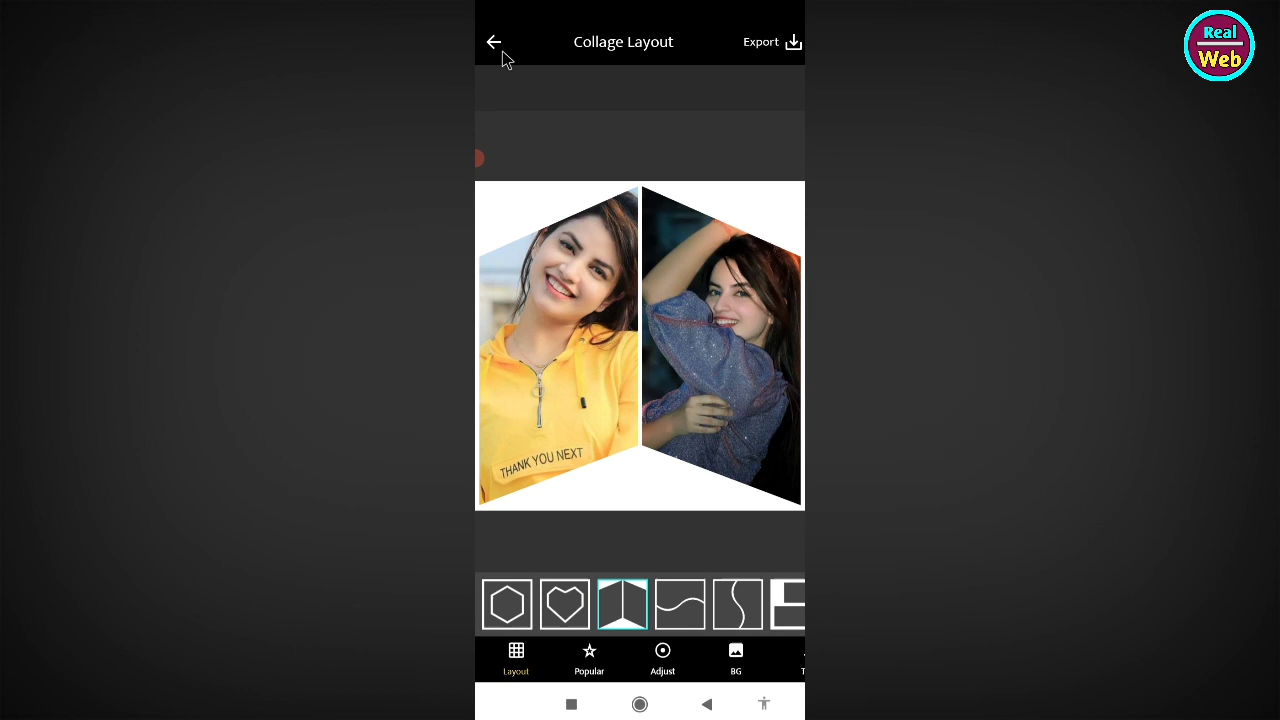 Collage Layout
Export
Real
Web
THANK YOU NEXT
Layout
Popular
Adjust
BG